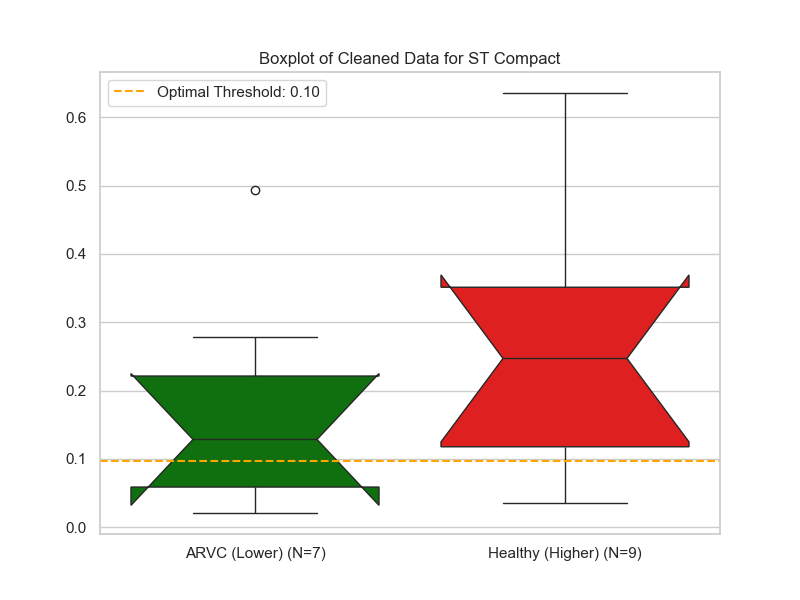 Boxplot of Cleaned Data for ST Compact
Optimal Threshold: 0.10
0.6
0.5
0.4
0.3
0.2
0.1
0.0
ARVC (Lower) (N=7)
Healthy (Higher) (N=9)